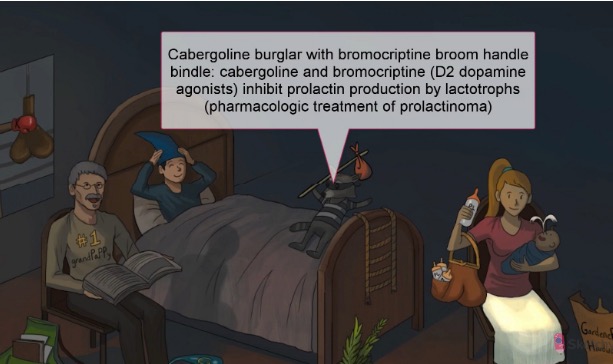 Cabergoline burglar with bromocriptine broom handle
bindle: cabergoline and bromocriptine (D2 dopamine
agonists) inhibit prolactin production by lactotrophs
(pharmacologic treatment of prolactinoma)
#1
grandpappy